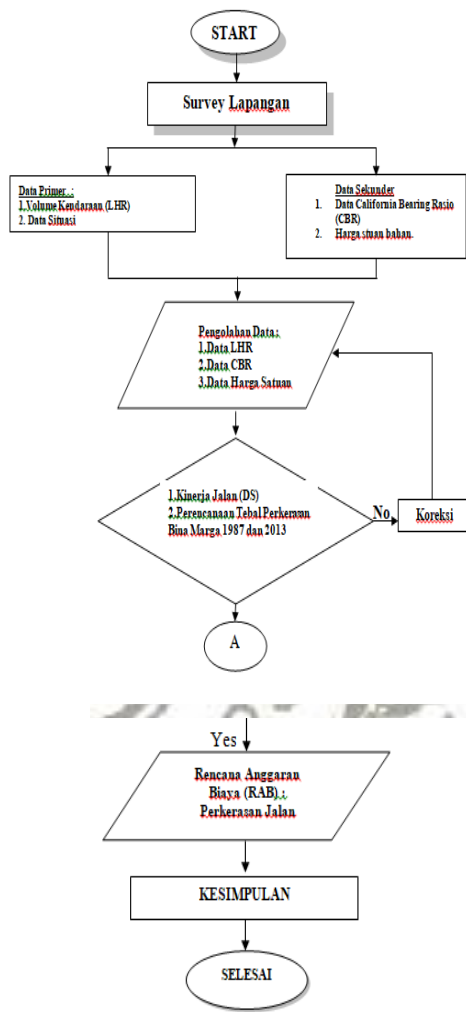 START
Survey Lapangan
Data Primer . :
1.Volume Kendaraan (LHR)
2. Data Situasi
Data Sekunder
1. Data California Bearing Rasio
(CBR)
2. Harga stuan bahan.
Pengolahan Data :
1.Data LHR
2.Data CBR
3.Data Harga Satuan
1.Kinerja Jalan (DS)
2.Perencanaan Tebal Perkerasan
Bina Marga 1987 dan 2013
No
Koreksi
A
Yes
Rencana Anggaran
Biaya (RAB) :
Perkerasan Jalan
KESIMPULAN
SELESAI